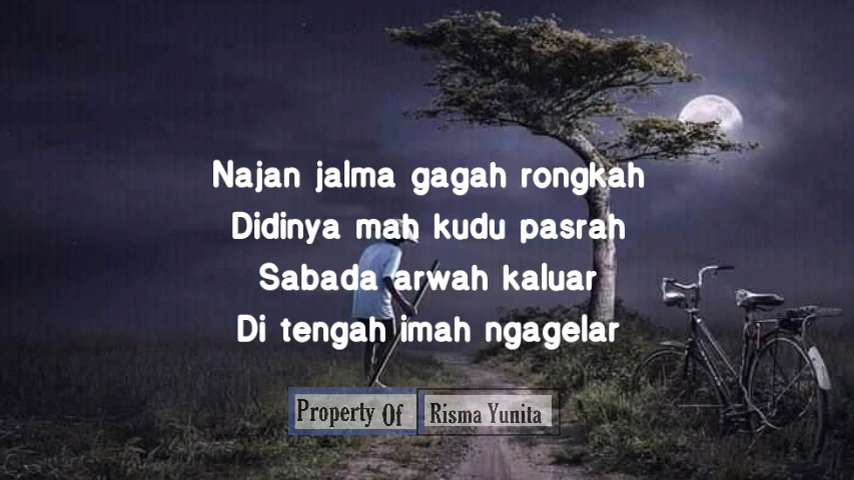 Najan jalma gagah rongkah
Didinya mah kudu pasrah
Sabada arwah kaluar
Di tengah imah ngagelar
Property Of Risma Yunita